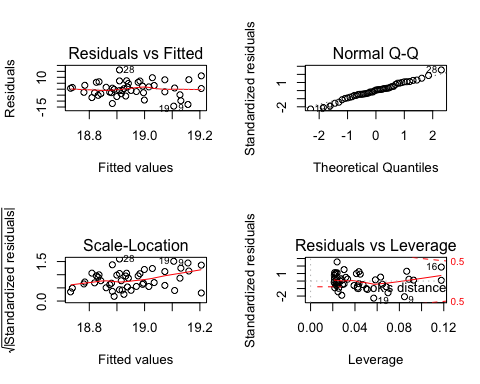 Residuals vs Fitted
Residuals
10
-15
28
19
9
18.8 19.0 19.2
Fitted values
Normal Q-Q
Standardized residuals
1
-2
28
-2 -1 0 1 2
Theoretical Quantiles
Scale-Location
√|Standardized residuals|
1.5
0.0
28
19
9
18.8 19.0 19.2
Fitted values
Residuals vs Leverage
Standardized residuals
1
-2
16
19
9
0.5
0.5
Cook's distance
0.00 0.04 0.08 0.12
Leverage